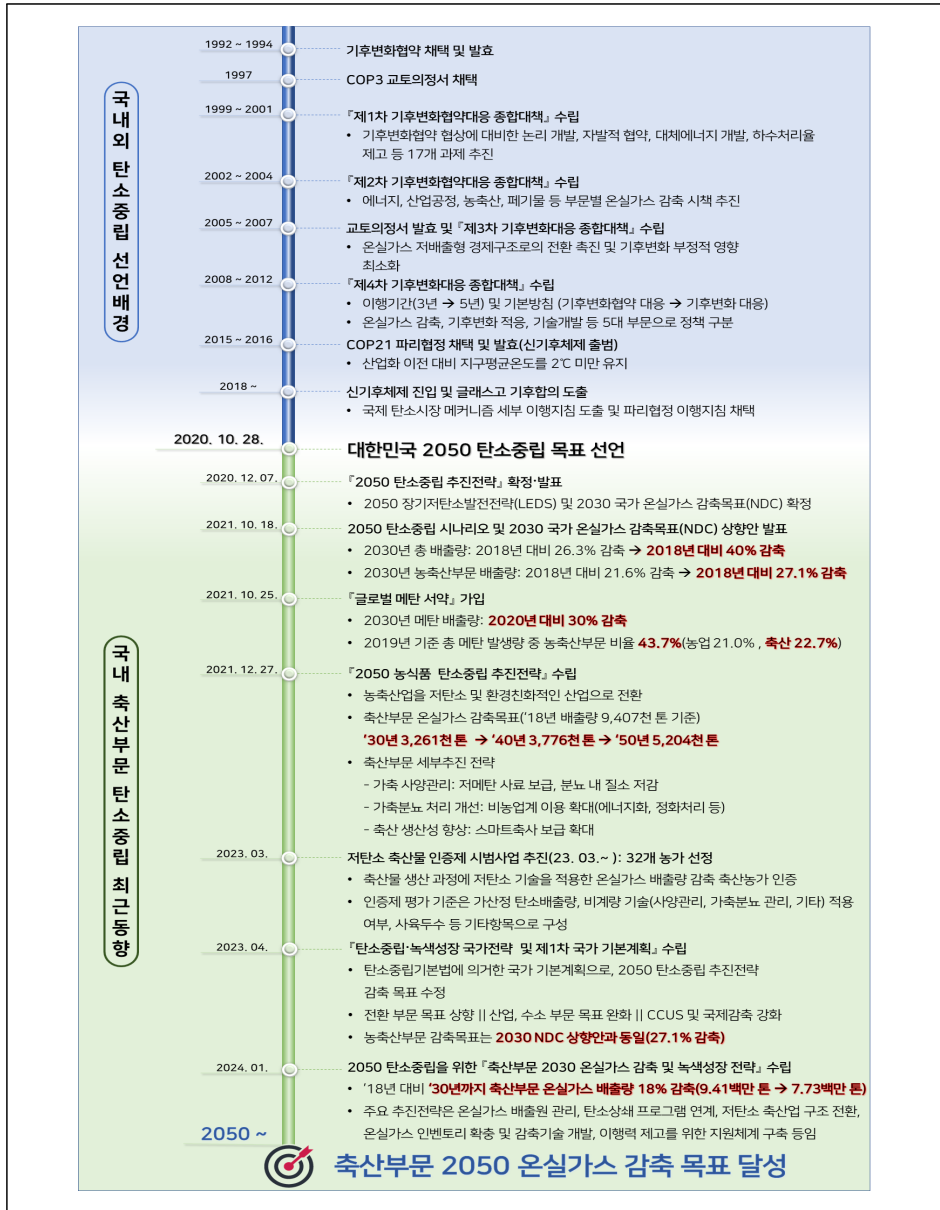 국내외 탄소중립 선언배경
1992 ~ 1994
기후변화협약 채택 및 발효
1997
COP3 교토의정서 채택
1999 ~ 2001
『제1차 기후변화협약대응 종합대책』 수립
• 기후변화협약 협상에 대비한 논리 개발, 자발적 협약, 대체에너지 개발, 하수처리율
제고 등 17개 과제 추진
2002 ~ 2004
『제2차 기후변화협약대응 종합대책』 수립
• 에너지, 산업공정, 농축산, 페기물 등 부문별 온실가스 감축 시책 추진
2005 ~ 2007
교토의정서 발효 및 『제3차 기후변화대응 종합대책』 수립
• 온실가스 저배출형 경제구조로의 전환 촉진 및 기후변화 부정적 영향
최소화
2008 ~ 2012
『제4차 기후변화대응 종합대책』 수립
• 이행기간(3년 → 5년) 및 기본방침 (기후변화협약 대응 → 기후변화 대응)
• 온실가스 감축, 기후변화 적응, 기술개발 등 5대 부문으로 정책 구분
2015 ~ 2016
COP21 파리협정 채택 및 발효(신기후체제 출범)
• 산업화 이전 대비 지구평균온도를 2℃ 미만 유지
2018 ~
신기후체제 진입 및 글래스고 기후합의 도출
• 국제 탄소시장 메커니즘 세부 이행지침 도출 및 파리협정 이행지침 채택
2020. 10. 28.
대한민국 2050 탄소중립 목표 선언
국내 축산부문 탄소중립 최근동향
2020. 12. 07.
『2050 탄소중립 추진전략』 확정·발표
• 2050 장기저탄소발전전략(LEDS) 및 2030 국가 온실가스 감축목표(NDC) 확정
2021. 10. 18.
2050 탄소중립 시나리오 및 2030 국가 온실가스 감축목표(NDC) 상향안 발표
• 2030년 총 배출량: 2018년 대비 26.3% 감축 → 2018년 대비 40% 감축
• 2030년 농축산부문 배출량: 2018년 대비 21.6% 감축 → 2018년 대비 27.1% 감축
2021. 10. 25.
『글로벌 메탄 서약』 가입
• 2030년 메탄 배출량: 2020년 대비 30% 감축
• 2019년 기준 총 메탄 발생량 중 농축산부문 비율 43.7%(농업 21.0% , 축산 22.7%)
2021. 12. 27.
『2050 농식품 탄소중립 추진전략』 수립
• 농축산업을 저탄소 및 환경친화적인 산업으로 전환
• 축산부문 온실가스 감축목표('18년 배출량 9,407천 톤 기준)
'30년 3,261천 톤 → '40년 3,776천 톤 → '50년 5,204천 톤
• 축산부문 세부추진 전략
- 가축 사양관리: 저메탄 사료 보급, 분뇨 내 질소 저감
- 가축분뇨 처리 개선: 비농업계 이용 확대(에너지화, 정화처리 등)
- 축산 생산성 향상: 스마트축사 보급 확대
2023. 03.
저탄소 축산물 인증제 시범사업 추진(23. 03.~ ): 32개 농가 선정
• 축산물 생산 과정에 저탄소 기술을 적용한 온실가스 배출량 감축 축산농가 인증
• 인증제 평가 기준은 가산정 탄소배출량, 비계량 기술(사양관리, 가축분뇨 관리, 기타) 적용
여부, 사육두수 등 기타항목으로 구성
2023. 04.
『탄소중립·녹색성장 국가전략 및 제1차 국가 기본계획』 수립
• 탄소중립기본법에 의거한 국가 기본계획으로, 2050 탄소중립 추진전략
감축 목표 수정
• 전환 부문 목표 상향 || 산업, 수소 부문 목표 완화 || CCUS 및 국제감축 강화
• 농축산부문 감축목표는 2030 NDC 상향안과 동일(27.1% 감축)
2024. 01.
2050 탄소중립을 위한 『축산부문 2030 온실가스 감축 및 녹색성장 전략』 수립
• '18년 대비 '30년까지 축산부문 온실가스 배출량 18% 감축(9.41백만 톤 → 7.73백만 톤)
• 주요 추진전략은 온실가스 배출원 관리, 탄소상쇄 프로그램 연계, 저탄소 축산업 구조 전환,
온실가스 인벤토리 확충 및 감축기술 개발, 이행력 제고를 위한 지원체계 구축 등임
2050 ~
축산부문 2050 온실가스 감축 목표 달성